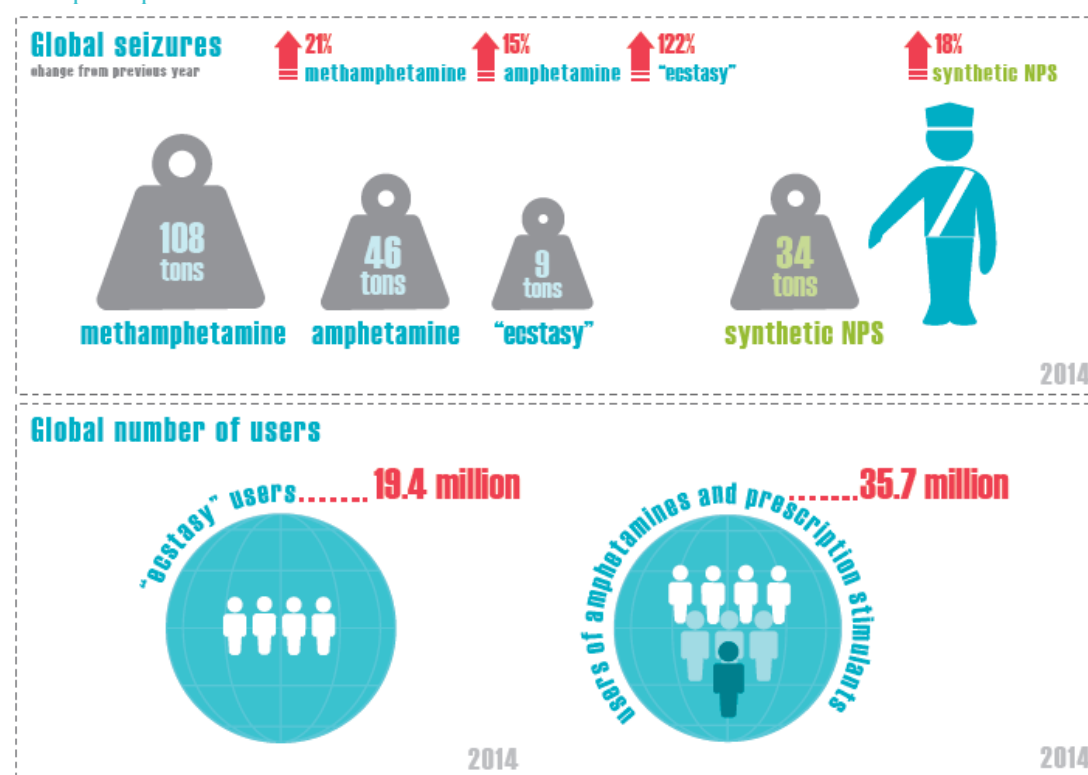 Global seizures
change from previous year
21%
methamphetamine
15%
amphetamine
122%
“ecstasy”
18%
synthetic NPS
108
tons
methamphetamine
46
tons
amphetamine
9
tons
“ecstasy”
34
tons
synthetic NPS
2014
Global number of users
“ecstasy” users
19.4 million
2014
users of amphetamines and prescription stimulants
35.7 million
2014